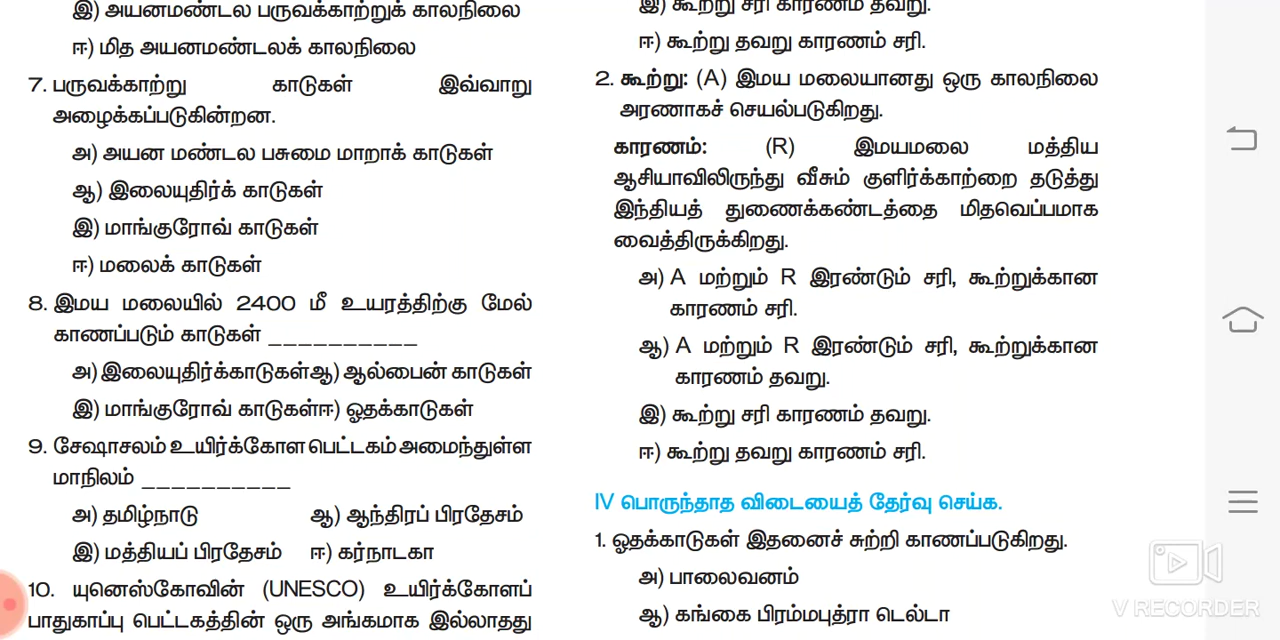 இ) அயனமண்டல பருவக்காற்றுக் காலநிலை
ஈ) மித அயனமண்டலக் காலநிலை
7. பருவக்காற்று காடுகள் இவ்வாறு
அழைக்கப்படுகின்றன.
அ) அயன மண்டல பசுமை மாறாக் காடுகள்
ஆ) இலையுதிர்க் காடுகள்
இ) மாங்குரோவ் காடுகள்
ஈ) மலைக் காடுகள்
8. இமய மலையில் 2400 மீ உயரத்திற்கு மேல்
காணப்படும் காடுகள் __________
அ) இலையுதிர்க்காடுகள் ஆ) ஆல்பைன் காடுகள்
இ) மாங்குரோவ் காடுகள் ஈ) ஓதக்காடுகள்
9. சேஷாசலம் உயிர்க்கோள பெட்டகம் அமைந்துள்ள
மாநிலம் __________
அ) தமிழ்நாடு ஆ) ஆந்திரப் பிரதேசம்
இ) மத்தியப் பிரதேசம் ஈ) கர்நாடகா
10. யுனெஸ்கோவின் (UNESCO) உயிர்க்கோளப்
பாதுகாப்பு பெட்டகத்தின் ஒரு அங்கமாக இல்லாதது
இ) கூற்று சரி காரணம் தவறு.
ஈ) கூற்று தவறு காரணம் சரி.
2. கூற்று: (A) இமய மலையானது ஒரு காலநிலை
அரணாகச் செயல்படுகிறது.
காரணம்: (R) இமயமலை மத்திய
ஆசியாவிலிருந்து வீசும் குளிர்க்காற்றை தடுத்து
இந்தியத் துணைக்கண்டத்தை மிதவெப்பமாக
வைத்திருக்கிறது.
அ) A மற்றும் R இரண்டும் சரி, கூற்றுக்கான
காரணம் சரி.
ஆ) A மற்றும் R இரண்டும் சரி, கூற்றுக்கான
காரணம் தவறு.
இ) கூற்று சரி காரணம் தவறு.
ஈ) கூற்று தவறு காரணம் சரி.
IV பொருந்தாத விடையைத் தேர்வு செய்க.
1. ஓதக்காடுகள் இதனைச் சுற்றி காணப்படுகிறது.
அ) பாலைவனம்
ஆ) கங்கை பிரம்மபுத்ரா டெல்டா
V RECORDER